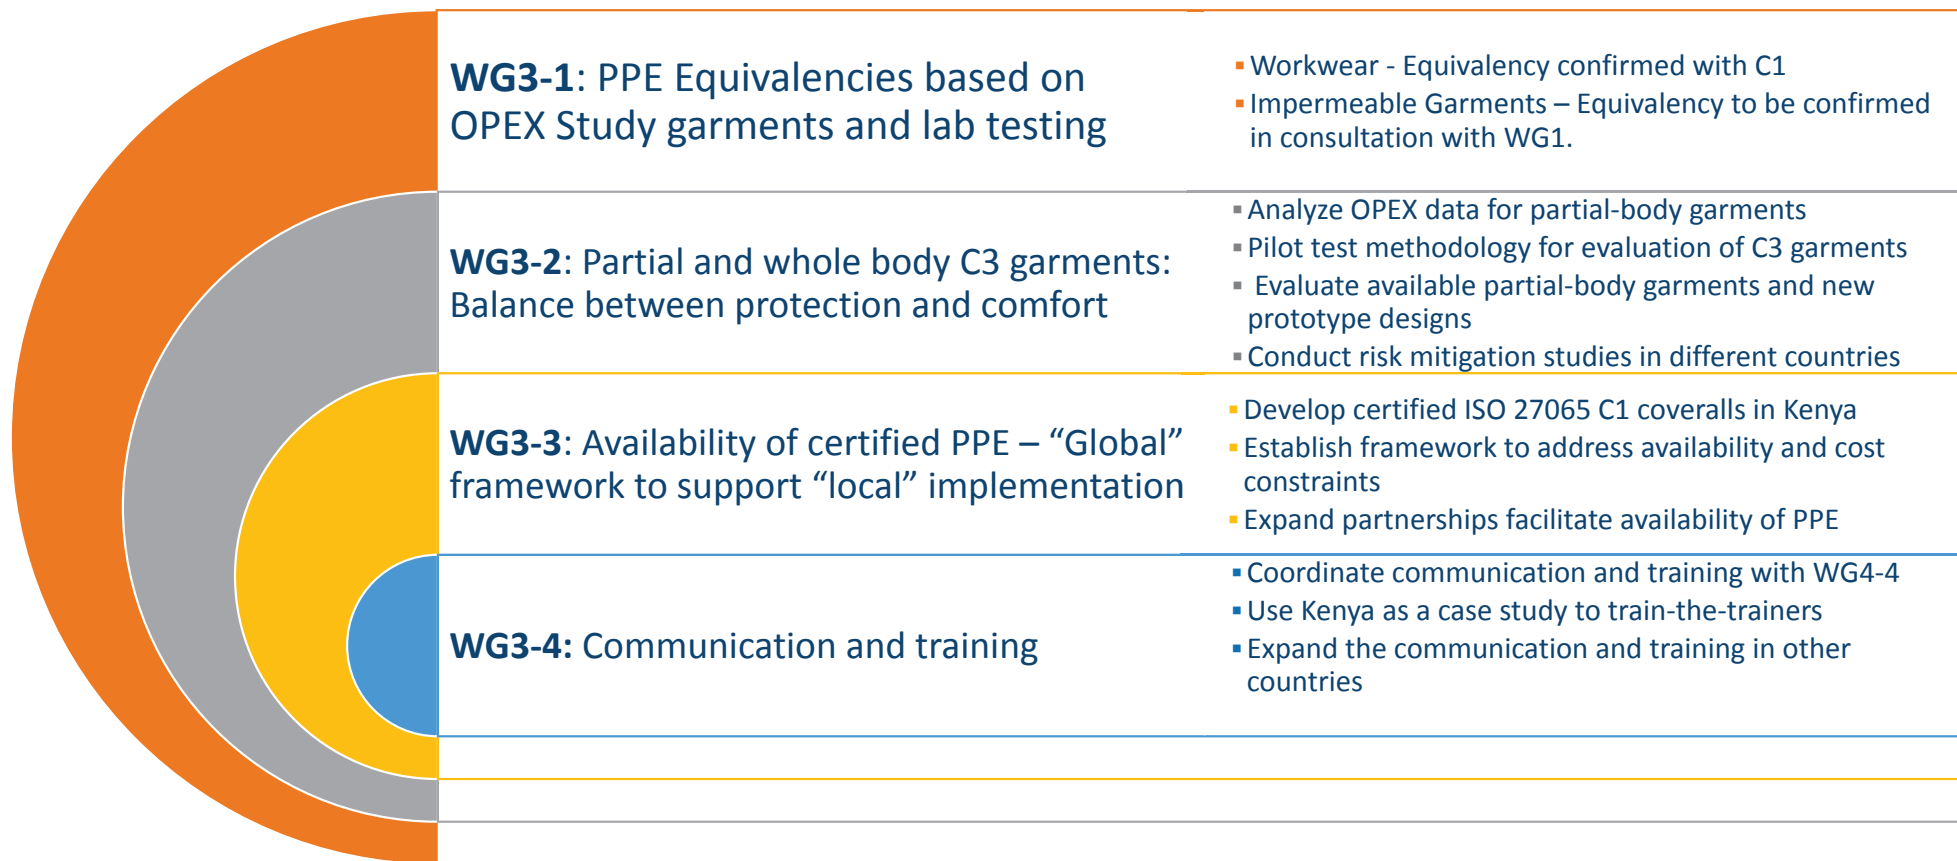 WG3-1: PPE Equivalencies based on
OPEX Study garments and lab testing
▪ Workwear - Equivalency confirmed with C1
▪ Impermeable Garments – Equivalency to be confirmed
in consultation with WG1.
WG3-2: Partial and whole body C3 garments:
Balance between protection and comfort
▪ Analyze OPEX data for partial-body garments
▪ Pilot test methodology for evaluation of C3 garments
▪ Evaluate available partial-body garments and new
prototype designs
▪ Conduct risk mitigation studies in different countries
WG3-3: Availability of certified PPE – “Global”
framework to support “local” implementation
▪ Develop certified ISO 27065 C1 coveralls in Kenya
▪ Establish framework to address availability and cost
constraints
▪ Expand partnerships facilitate availability of PPE
WG3-4: Communication and training
▪ Coordinate communication and training with WG4-4
▪ Use Kenya as a case study to train-the-trainers
▪ Expand the communication and training in other
countries